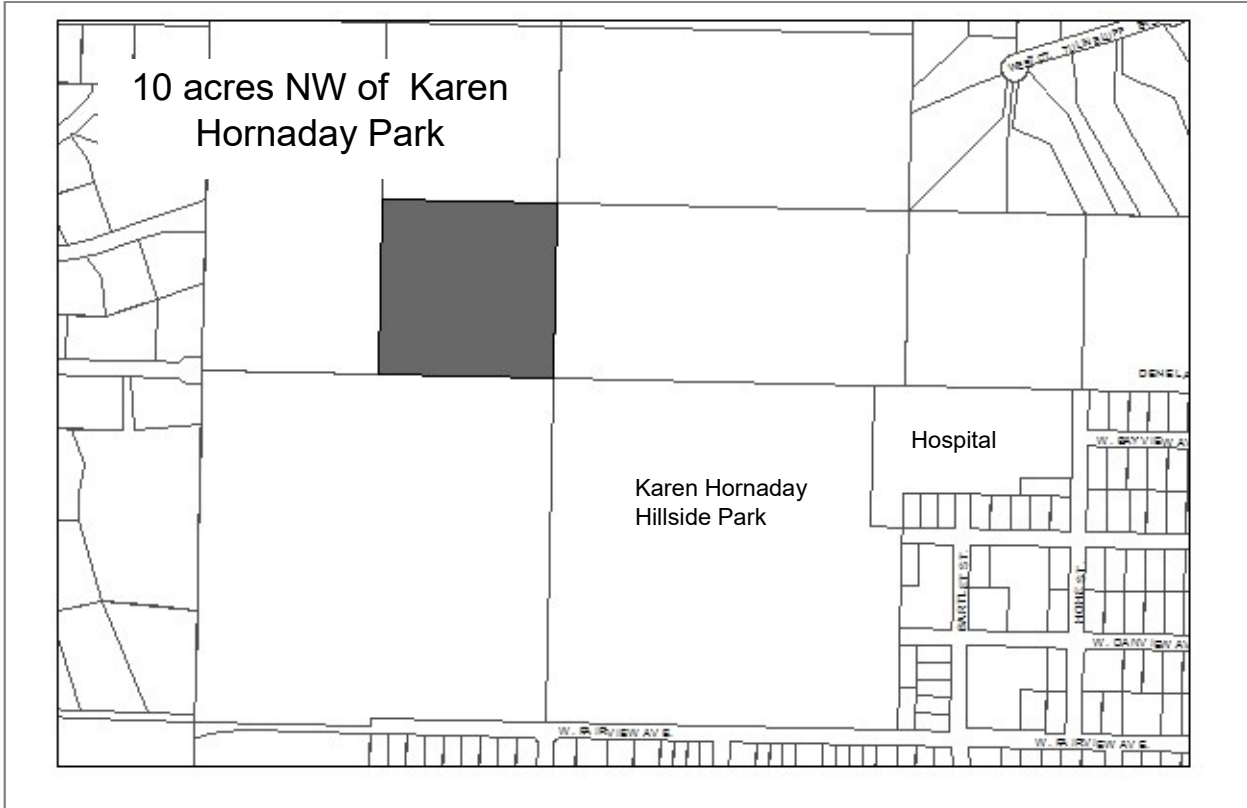 10 acres NW of Karen
Hornaday Park
Hospital
W. BAYVIEW AV
Karen Hornaday
Hillside Park
BARTLETT ST.
HOHE ST.
W. DANVIEW AV
W. FAIRVIEW AVE.
W. FAIRVIEW AVE.